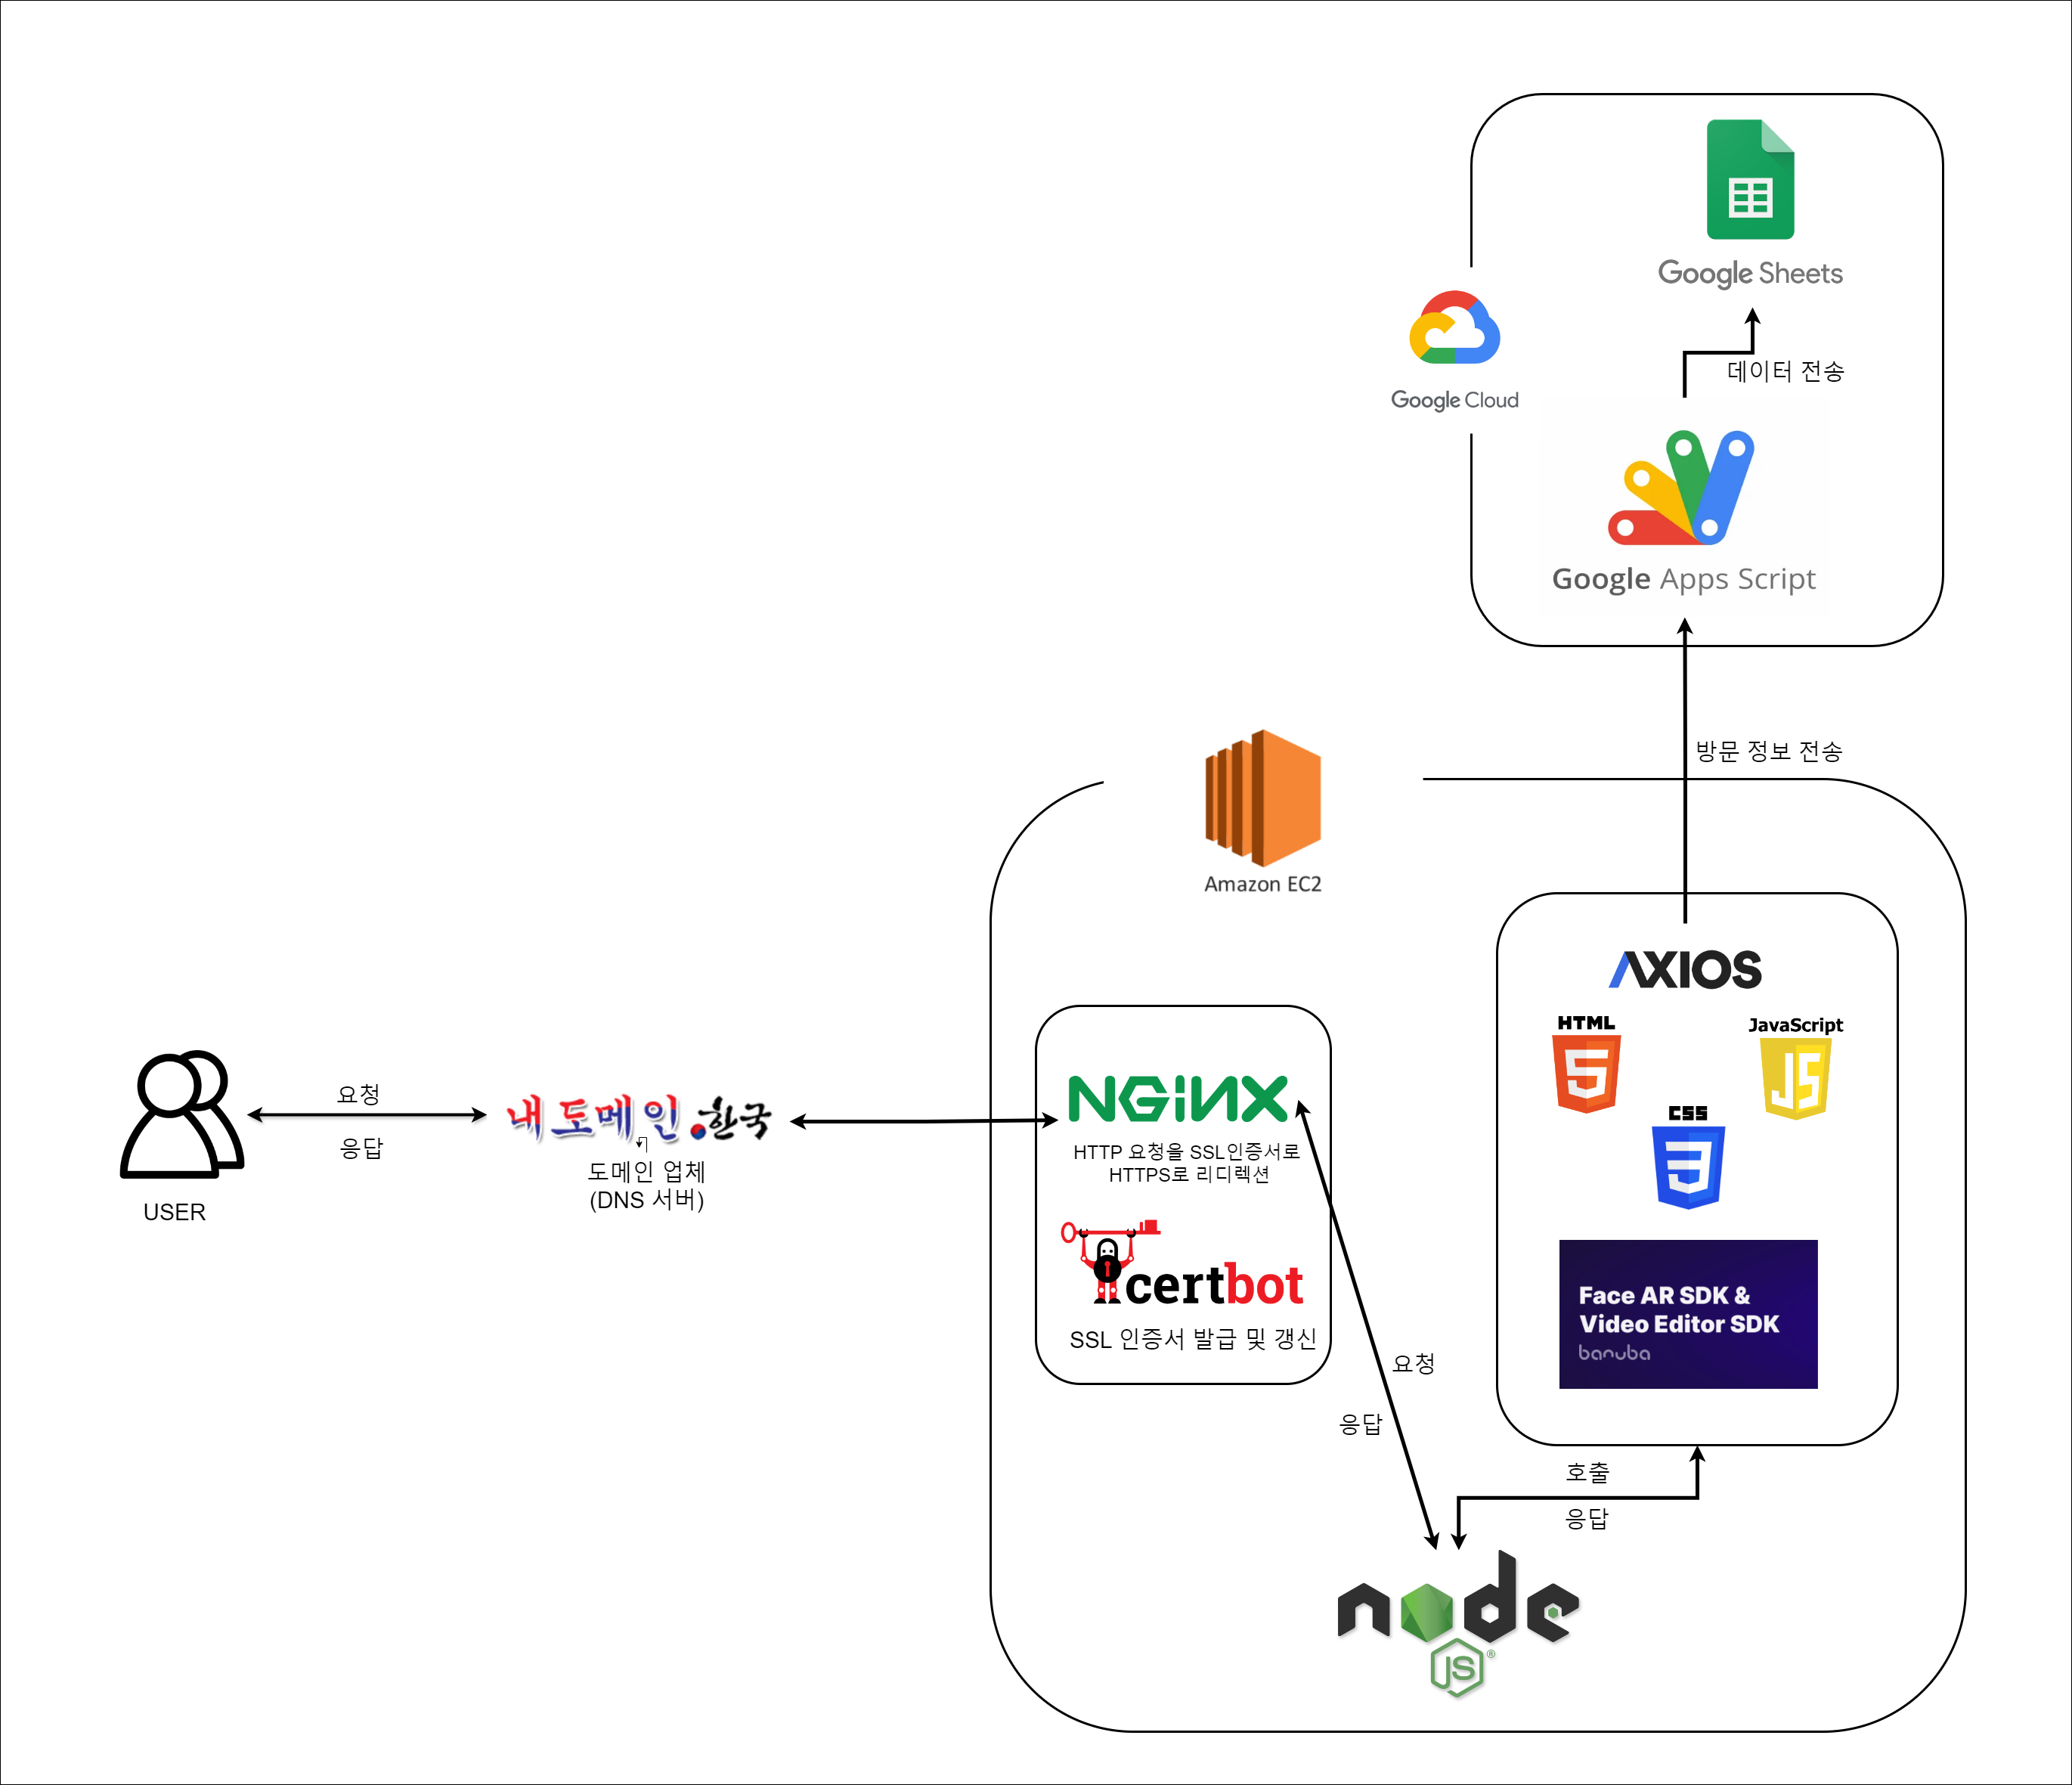 Google Sheets
데이터 전송
Google Cloud
Google Apps Script
방문 정보 전송
Amazon EC2
AXIOS
HTML
5
JavaScript
JS
CSS
3
Face AR SDK &
Video Editor SDK
banuba
NGINX
HTTP 요청을 SSL인증서로
HTTPS로 리디렉션
certbot
SSL 인증서 발급 및 갱신
USER
요청
응답
내도메인.한국
도메인 업체
(DNS 서버)
요청
응답
호출
응답
node
JS®